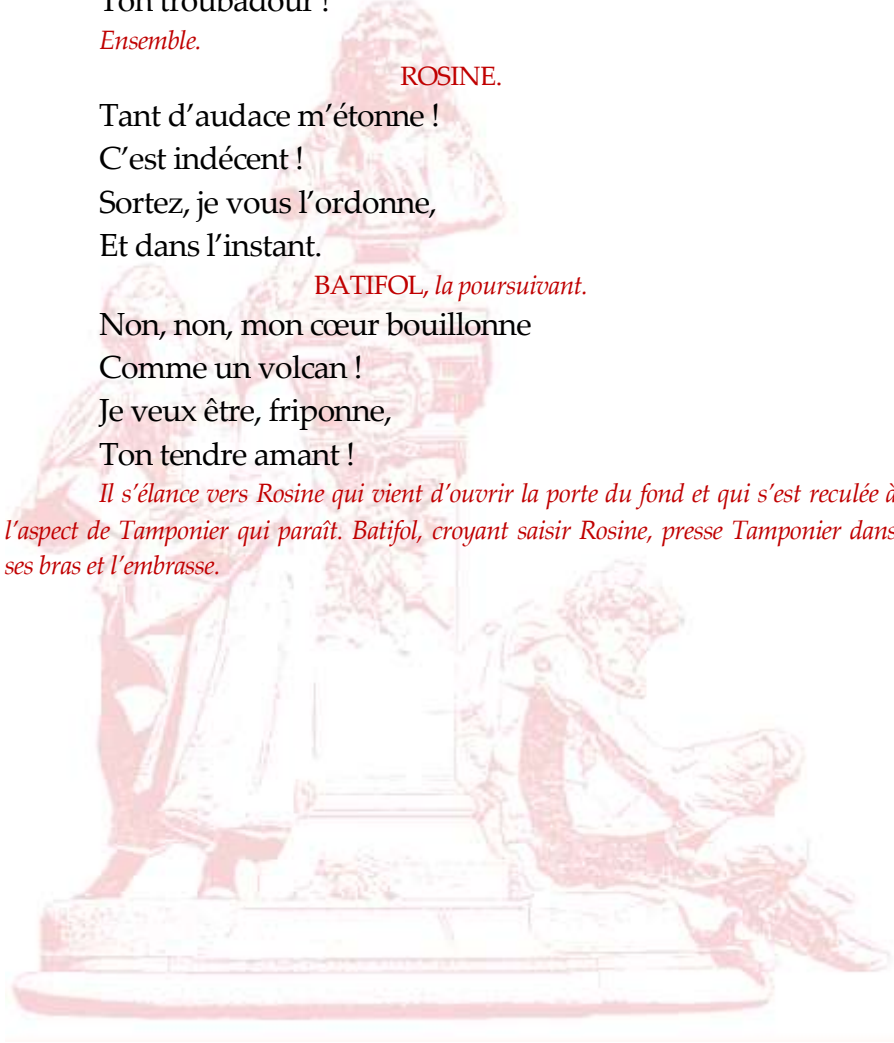 Ton troubadour !
Ensemble.
ROSINE.
Tant d’audace m’étonne !
C’est indécent !
Sortez, je vous l’ordonne,
Et dans l’instant.
BATIFOL, la poursuivant.
Non, non, mon cœur bouillonne
Comme un volcan !
Je veux être, friponne,
Ton tendre amant !
Il s’élance vers Rosine qui vient d’ouvrir la porte du fond et qui s’est reculée à
l’aspect de Tamponier qui paraît. Batifol, croyant saisir Rosine, presse Tamponier dans
ses bras et l’embrasse.